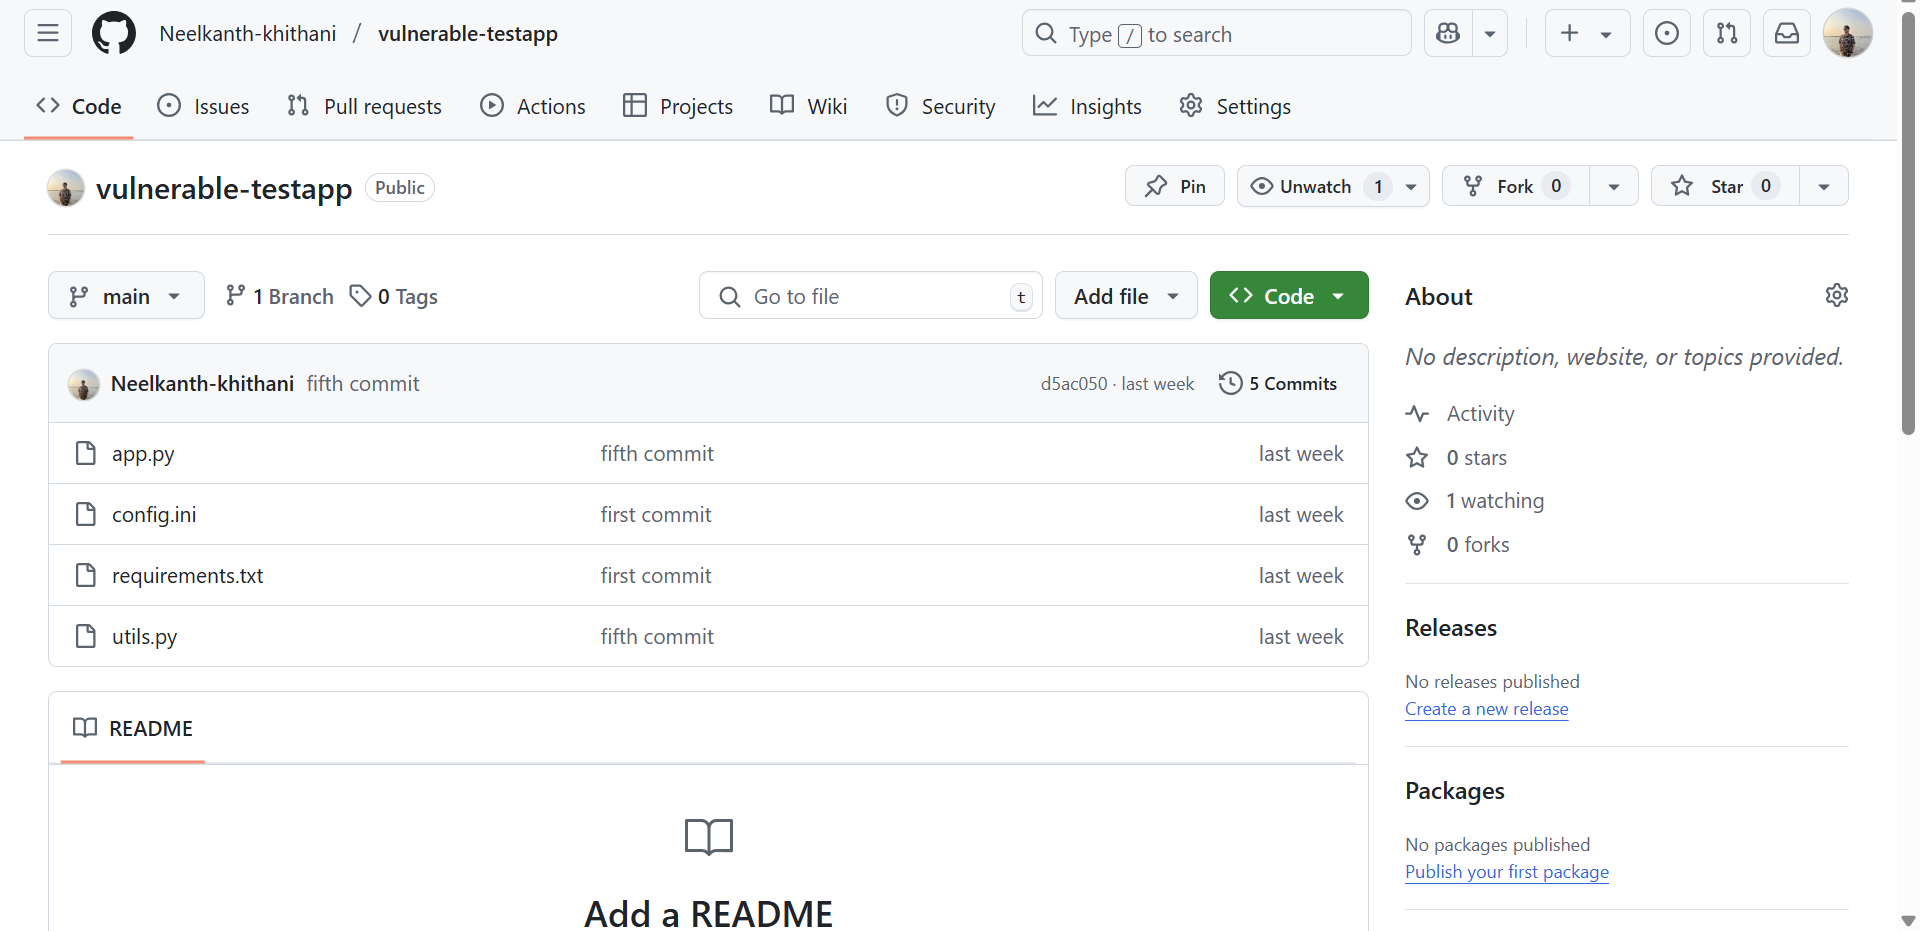 Neelkanth-khithani / vulnerable-testapp
Type / to search
Code
Issues
Pull requests
Actions
Projects
Wiki
Security
Insights
Settings
vulnerable-testapp Public
Pin
Unwatch 1
Fork 0
Star 0
main
1 Branch
0 Tags
Go to file t
Add file
Code
Neelkanth-khithani fifth commit d5ac050 · last week 5 Commits
app.py fifth commit last week
config.ini first commit last week
requirements.txt first commit last week
utils.py fifth commit last week
README
Add a README
About
No description, website, or topics provided.
Activity
0 stars
1 watching
0 forks
Releases
No releases published
Create a new release
Packages
No packages published
Publish your first package